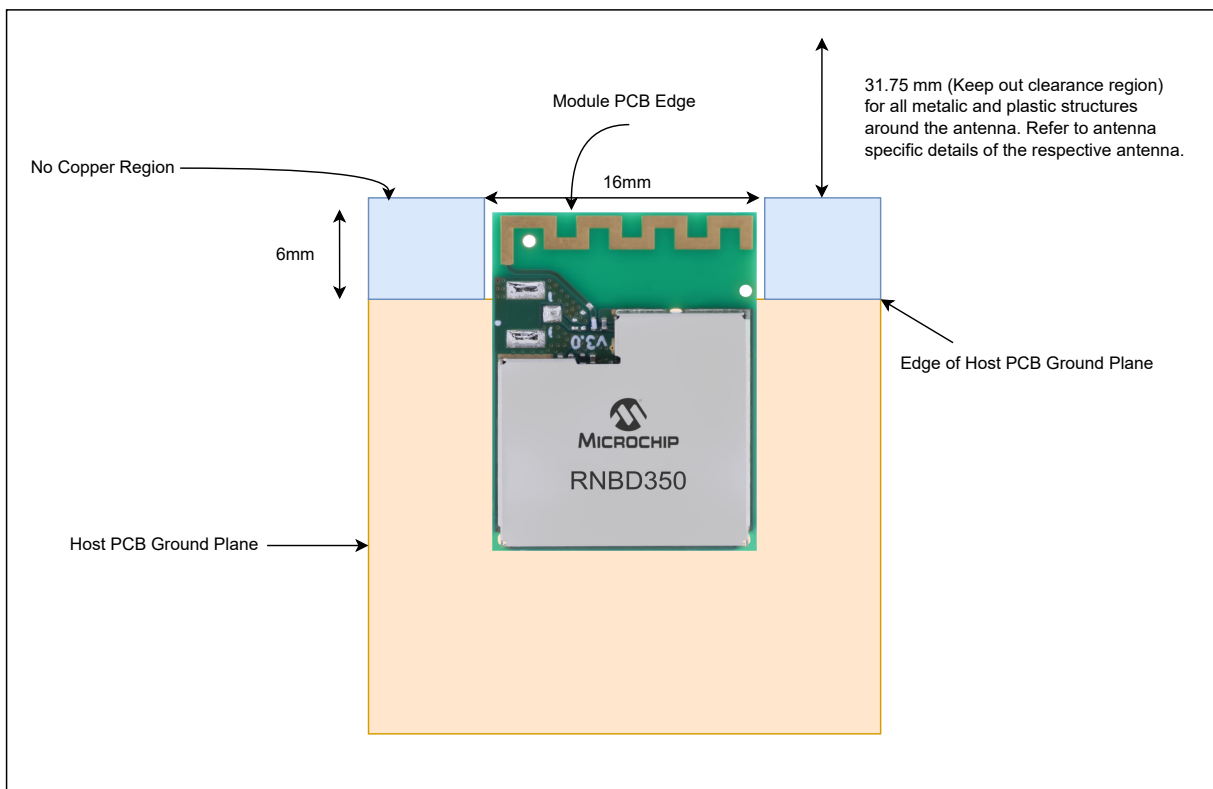 31.75 mm (Keep out clearance region)
for all metalic and plastic structures
around the antenna. Refer to antenna
specific details of the respective antenna.
Module PCB Edge
No Copper Region
16mm
6mm
v3.0
Edge of Host PCB Ground Plane
MICROCHIP
RNBD350
Host PCB Ground Plane